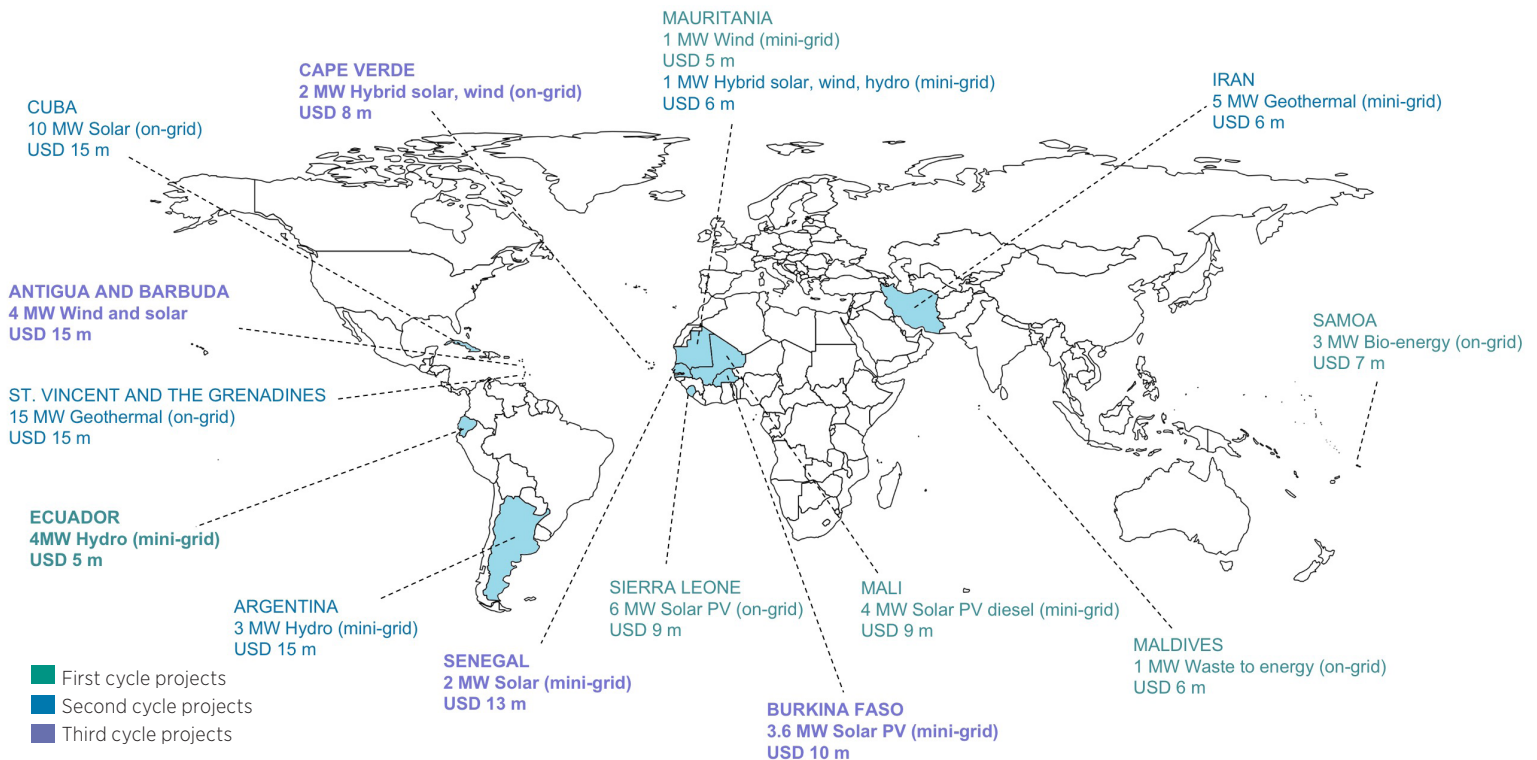 MAURITANIA
1 MW Wind (mini-grid)
USD 5 m
1 MW Hybrid solar, wind, hydro (mini-grid)
USD 6 m
CAPE VERDE
2 MW Hybrid solar, wind (on-grid)
USD 8 m
IRAN
5 MW Geothermal (mini-grid)
USD 6 m
CUBA
10 MW Solar (on-grid)
USD 15 m
ANTIGUA AND BARBUDA
4 MW Wind and solar
USD 15 m
SAMOA
3 MW Bio-energy (on-grid)
USD 7 m
ST. VINCENT AND THE GRENADINES
15 MW Geothermal (on-grid)
USD 15 m
ECUADOR
4MW Hydro (mini-grid)
USD 5 m
ARGENTINA
3 MW Hydro (mini-grid)
USD 15 m
SIERRA LEONE
6 MW Solar PV (on-grid)
USD 9 m
MALI
4 MW Solar PV diesel (mini-grid)
USD 9 m
MALDIVES
1 MW Waste to energy (on-grid)
USD 6 m
SENEGAL
2 MW Solar (mini-grid)
USD 13 m
BURKINA FASO
3.6 MW Solar PV (mini-grid)
USD 10 m
First cycle projects
Second cycle projects
Third cycle projects